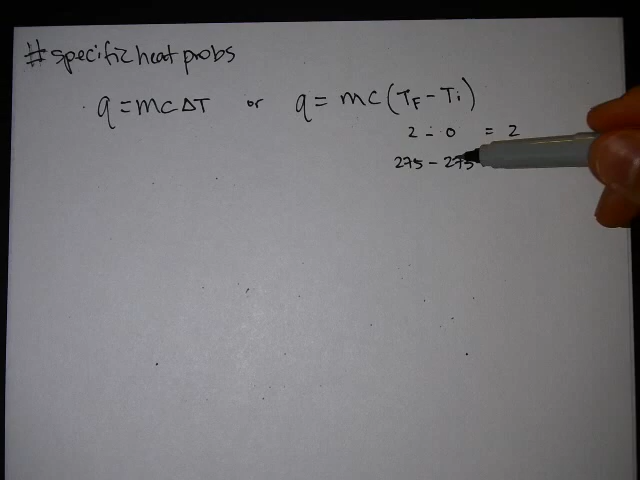 #specific heat probs
q = mcΔT or q = mc(TF - Ti)
2 - 0 = 2
275 - 273